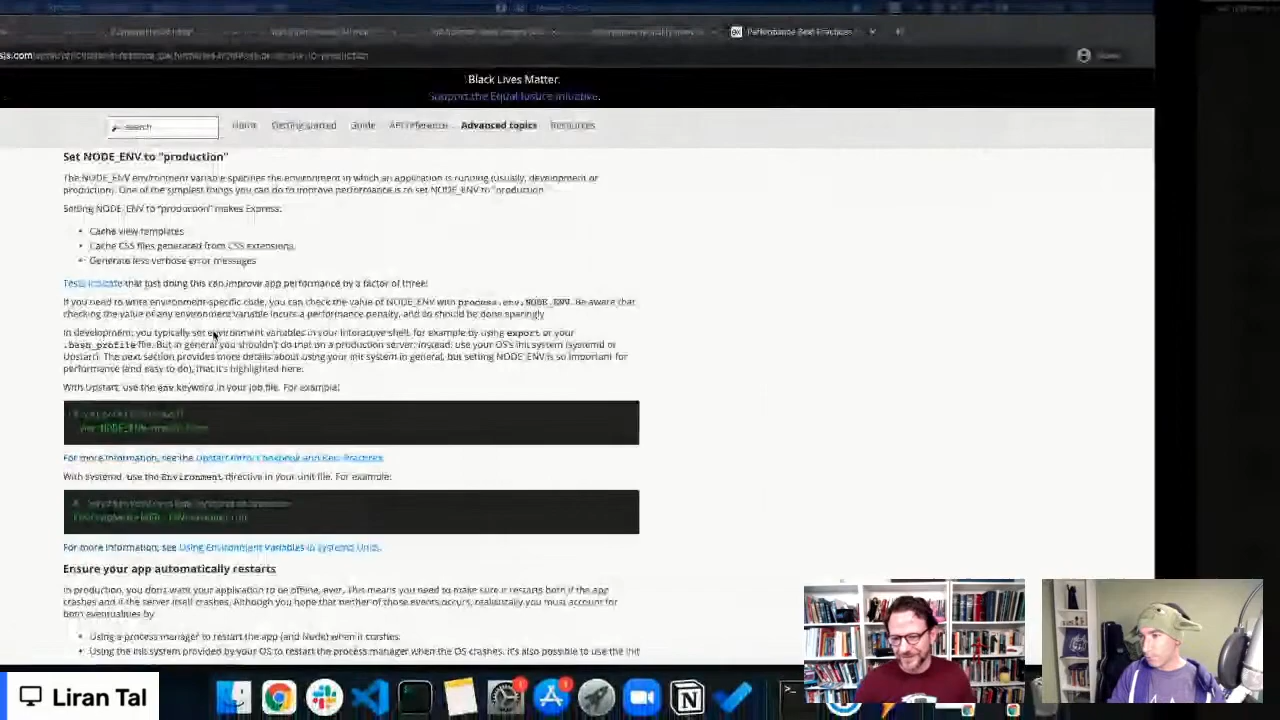 Performance Best Practices
Black Lives Matter.
Support the Equal Justice Initiative.
search
Home
Getting started
Guide
API reference
Advanced topics
Resources
Set NODE_ENV to "production"
The NODE_ENV environment variable specifies the environment in which an application is running (usually, development or
production). One of the simplest things you can do to improve performance is to set NODE_ENV to "production
Setting NODE_ENV to "production" makes Express:
Cache view templates
Cache CSS files generated from CSS extensions.
Generate less verbose error messages
Tests indicate that just doing this can improve app performance by a factor of three!
If you need to write environment-specific code, you can check the value of NODE_ENV with process.env.NODE_ENV. Be aware that
checking the value of any environment variable incurs a performance penalty, and so should be done sparingly
In development, you typically set environment variables in your interactive shell, for example by using export or your
.bash_profile file. But in general you shouldn't do that on a production server; instead, use your OS's init system (systemd or
Upstart). The next section provides more details about using your init system in general, but setting NODE_ENV is so important for
performance (and easy to do), that it's highlighted here.
With Upstart, use the env keyword in your job file. For example:
For more information, see the Upstart Intro, Cookbook and Best Practices.
With systemd, use the Environment directive in your unit file. For example:
For more information, see Using Environment Variables In systemd Units.
Ensure your app automatically restarts
In production, you don't want your application to be offline, ever. This means you need to make sure it restarts both if the app
crashes and if the server itself crashes. Although you hope that neither of those events occurs, realistically you must account for
both eventualities by
Using a process manager to restart the app (and Node) when it crashes.
Using the init system provided by your OS to restart the process manager when the OS crashes. It's also possible to use the init
Liran Tal